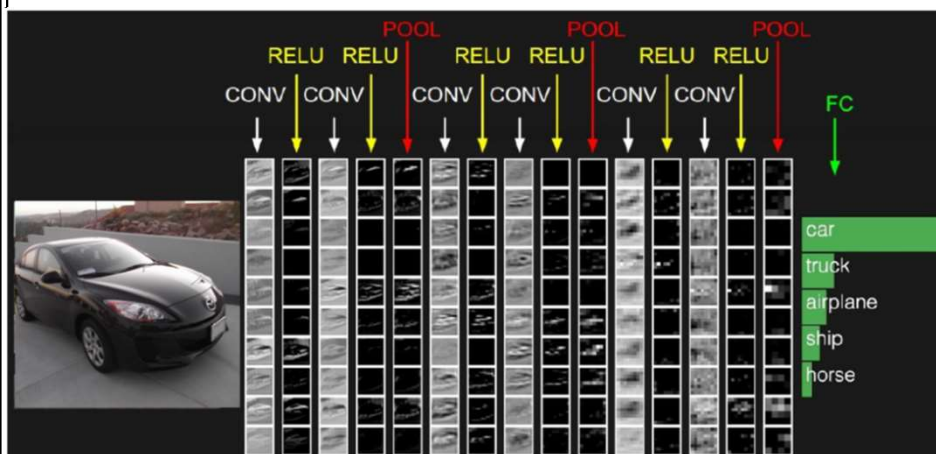 POOL POOL POOL
RELU RELU RELU RELU RELU RELU
CONV CONV CONV CONV CONV CONV
FC
car
truck
airplane
ship
horse